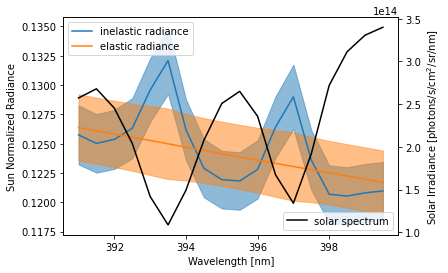 1e14
0.1350
0.1325
0.1300
0.1275
0.1250
0.1225
0.1200
0.1175
Sun Normalized Radiance
inelastic radiance
elastic radiance
solar spectrum
3.5
3.0
2.5
2.0
1.5
1.0
Solar irradiance [photons/s/cm²/sr/nm]
392
394
396
398
Wavelength [nm]